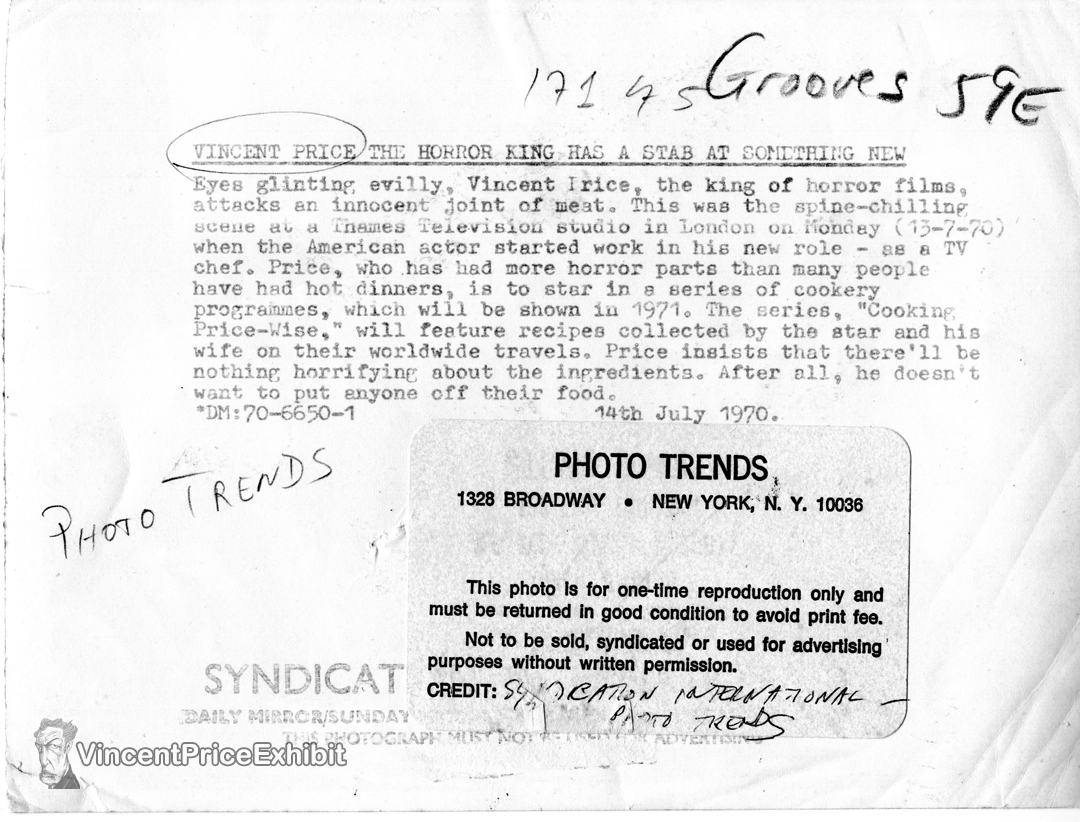 171 45 Grooves 59E
VINCENT PRICE THE HORROR KING HAS A STAB AT SOMETHING NEW
Eyes glinting evilly, Vincent Price, the king of horror films,
attacks an innocent joint of meat. This was the spine-chilling
scene at a Thames Television studio in London on Monday (13-7-70)
when the American actor started work in his new role - as a TV
chef. Price, who has had more horror parts than many people
have had hot dinners, is to star in a series of cookery
programmes, which will be shown in 1971. The series, "Cooking
Price-Wise," will feature recipes collected by the star and his
wife on their worldwide travels. Price insists that there'll be
nothing horrifying about the ingredients. After all, he doesn't
want to put anyone off their food.
*DM:70-6650-1 14th July 1970.
PHOTO TRENDS
PHOTO TRENDS
1328 BROADWAY • NEW YORK, N. Y. 10036
This photo is for one-time reproduction only and
must be returned in good condition to avoid print fee.
Not to be sold, syndicated or used for advertising
purposes without written permission.
CREDIT: SYNDICATION INTERNATIONAL -
PHOTO TRENDS
SYNDICAT
DAILY MIRROR/SUNDAY
THIS PHOTOGRAPH MUST NOT BE USED FOR ADVERTISING
VincentPriceExhibit